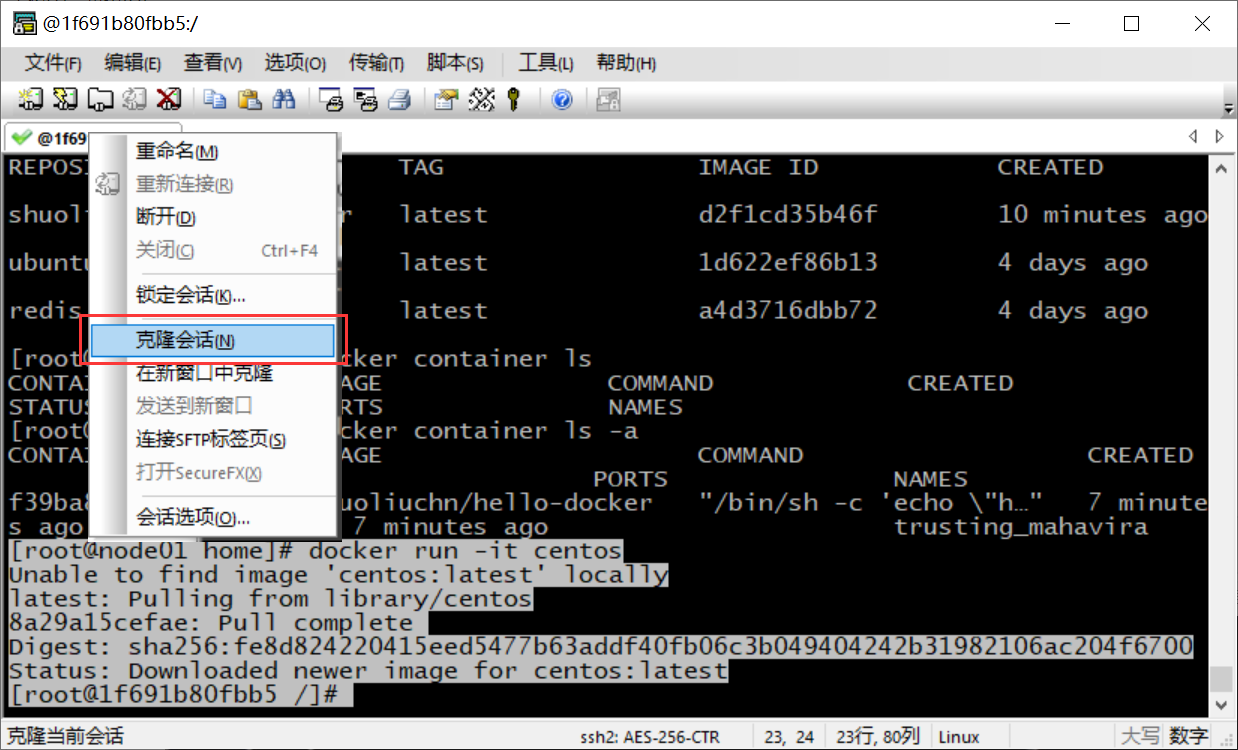 @1f691b80fbb5:/
文件(F) 编辑(E) 查看(V) 选项(O) 传输(T) 脚本(S) 工具(L) 帮助(H)
@1f69
重命名(M)
重新连接(R)
断开(D)
关闭(C) Ctrl+F4
锁定会话(K)...
克隆会话(N)
在新窗口中克隆
发送到新窗口
连接SFTP标签页(S)
打开SecureFX(X)
会话选项(O)...
REPOS TAG IMAGE ID CREATED
shuoli r latest d2f1cd35b46f 10 minutes ago
ubuntu latest 1d622ef86b13 4 days ago
redis latest a4d3716dbb72 4 days ago
[root cker container ls
CONTA AGE COMMAND CREATED
STATUS RTS NAMES
[root cker container ls -a
CONTA AGE COMMAND CREATED
PORTS NAMES
f39ba uoliuchn/hello-docker "/bin/sh -c 'echo \"h…" 7 minute
s ago 7 minutes ago trusting_mahavira
[root@node01 home]# docker run -it centos
Unable to find image 'centos:latest' locally
latest: Pulling from library/centos
8a29a15cefae: Pull complete
Digest: sha256:fe8d824220415eed5477b63addf40fb06c3b049404242b31982106ac204f6700
Status: Downloaded newer image for centos:latest
[root@1f691b80fbb5 /]#
克隆当前会话 ssh2: AES-256-CTR 23, 24 23行, 80列 Linux 大写 数字